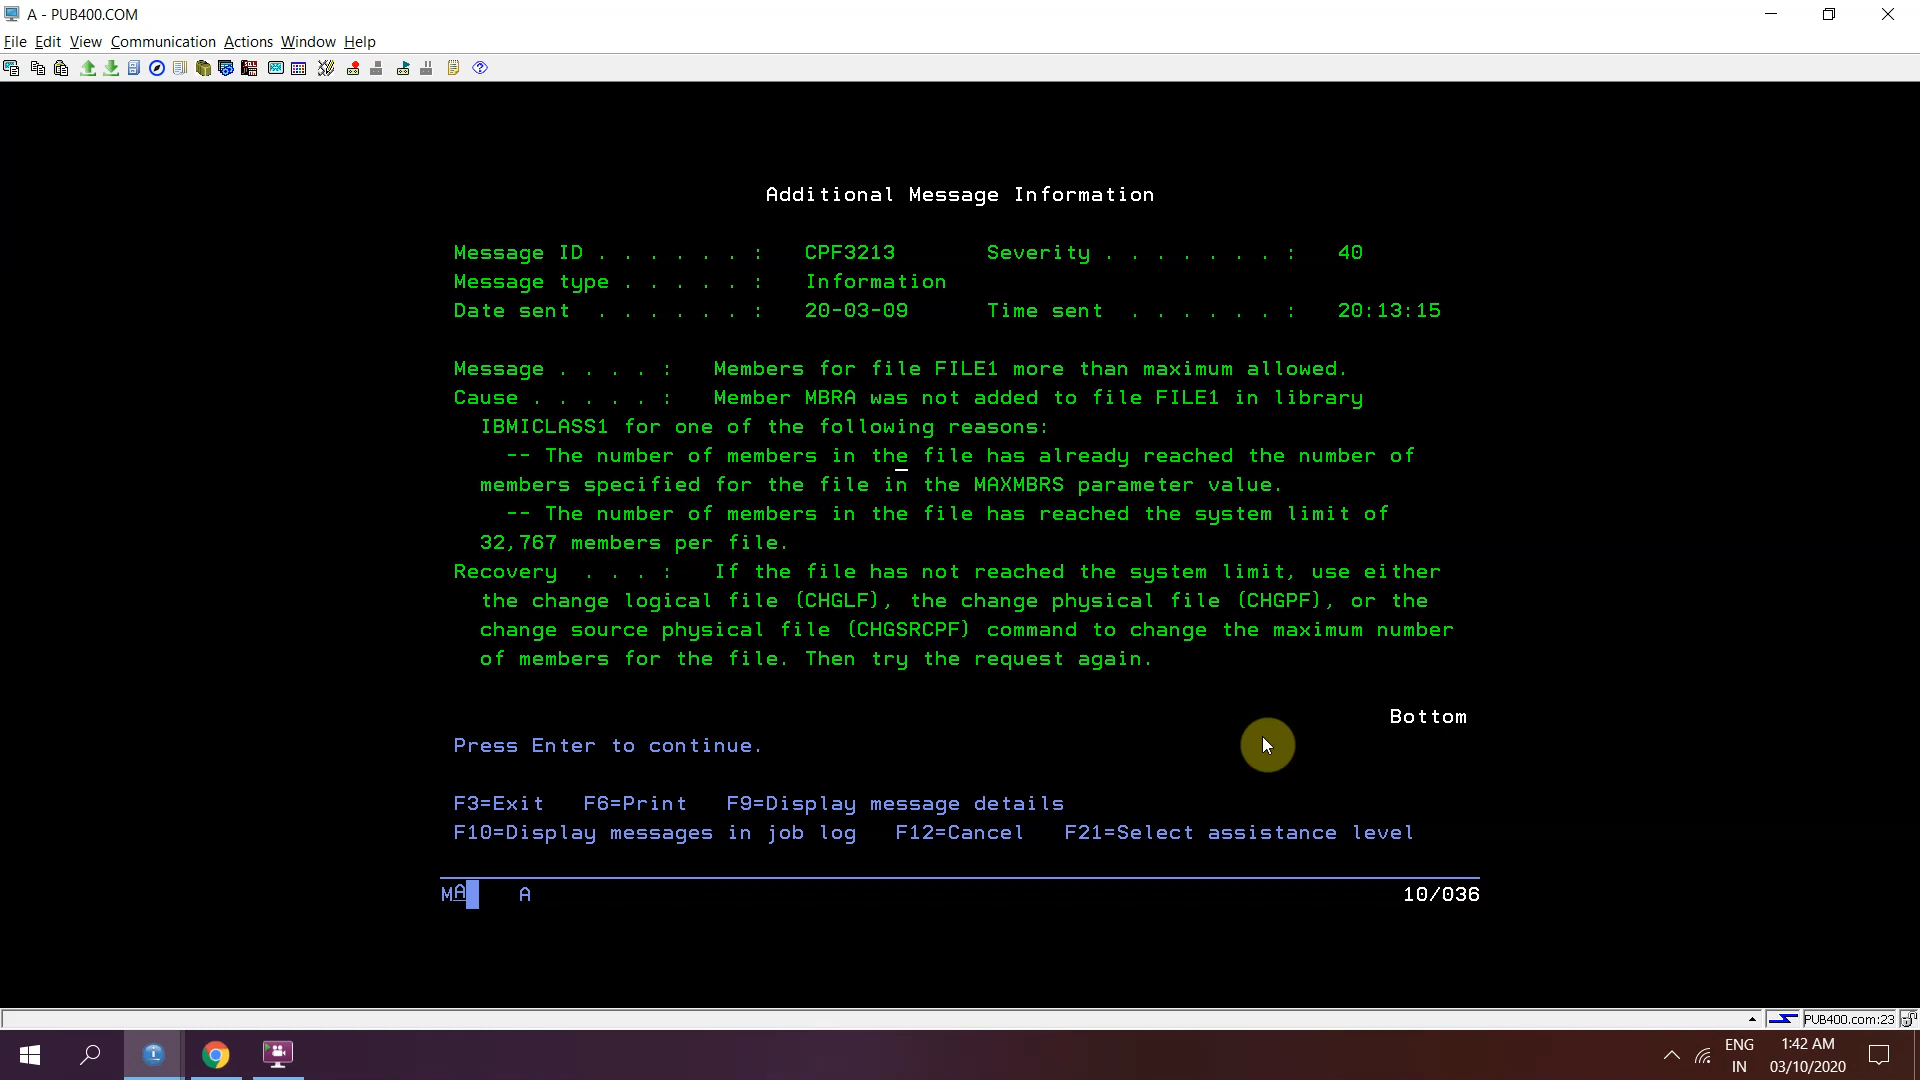 A - PUB400.COM
File Edit View Communication Actions Window Help
Additional Message Information
Message ID . . . . . . : CPF3213 Severity . . . . . . . : 40
Message type . . . . . : Information
Date sent . . . . . . : 20-03-09 Time sent . . . . . . : 20:13:15
Message . . . . : Members for file FILE1 more than maximum allowed.
Cause . . . . . : Member MBRA was not added to file FILE1 in library
IBMICLASS1 for one of the following reasons:
-- The number of members in the file has already reached the number of
members specified for the file in the MAXMBRS parameter value.
-- The number of members in the file has reached the system limit of
32,767 members per file.
Recovery . . . : If the file has not reached the system limit, use either
the change logical file (CHGLF), the change physical file (CHGPF), or the
change source physical file (CHGSRCPF) command to change the maximum number
of members for the file. Then try the request again.
Bottom
Press Enter to continue.
F3=Exit F6=Print F9=Display message details
F10=Display messages in job log F12=Cancel F21=Select assistance level
MA A 10/036
PUB400.com:23
ENG 1:42 AM
IN 03/10/2020